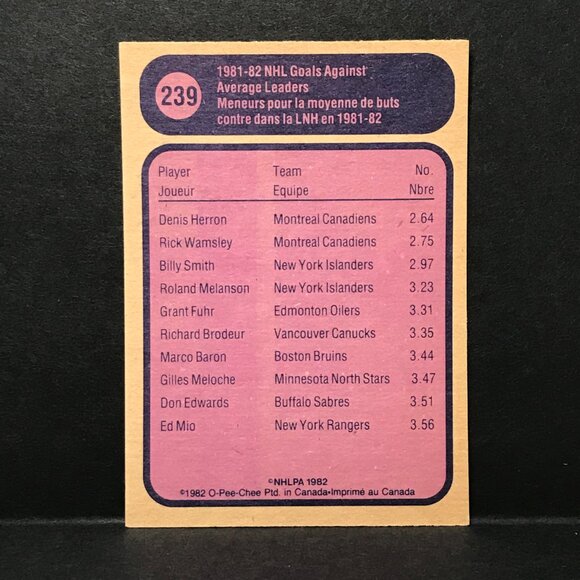 239
1981-82 NHL Goals Against
Average Leaders
Meneurs pour la moyenne de buts
contre dans la LNH en 1981-82
Player Team No.
Joueur Equipe Nbre
Denis Herron Montreal Canadiens 2.64
Rick Wamsley Montreal Canadiens 2.75
Billy Smith New York Islanders 2.97
Roland Melanson New York Islanders 3.23
Grant Fuhr Edmonton Oilers 3.31
Richard Brodeur Vancouver Canucks 3.35
Marco Baron Boston Bruins 3.44
Gilles Meloche Minnesota North Stars 3.47
Don Edwards Buffalo Sabres 3.51
Ed Mio New York Rangers 3.56
©NHLPA 1982
©1982 O-Pee-Chee Ptd. in Canada-Imprimé au Canada